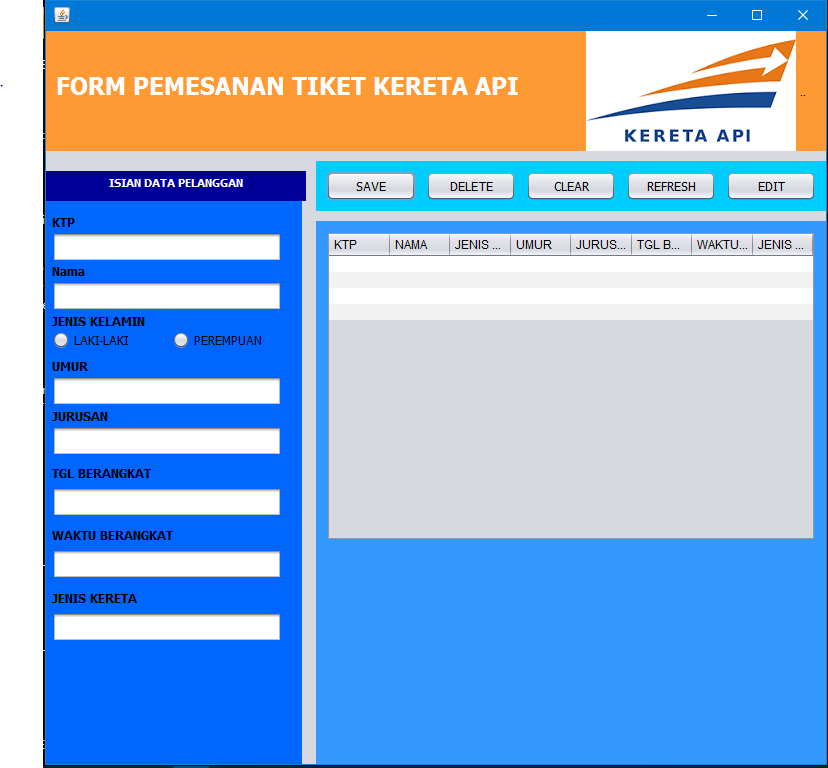 FORM PEMESANAN TIKET KERETA API
KERETA API
..
ISIAN DATA PELANGGAN
SAVE DELETE CLEAR REFRESH EDIT
KTP
Nama
JENIS KELAMIN
LAKI-LAKI PEREMPUAN
UMUR
JURUSAN
TGL BERANGKAT
WAKTU BERANGKAT
JENIS KERETA
KTP NAMA JENIS ... UMUR JURUS... TGL B... WAKTU... JENIS ...